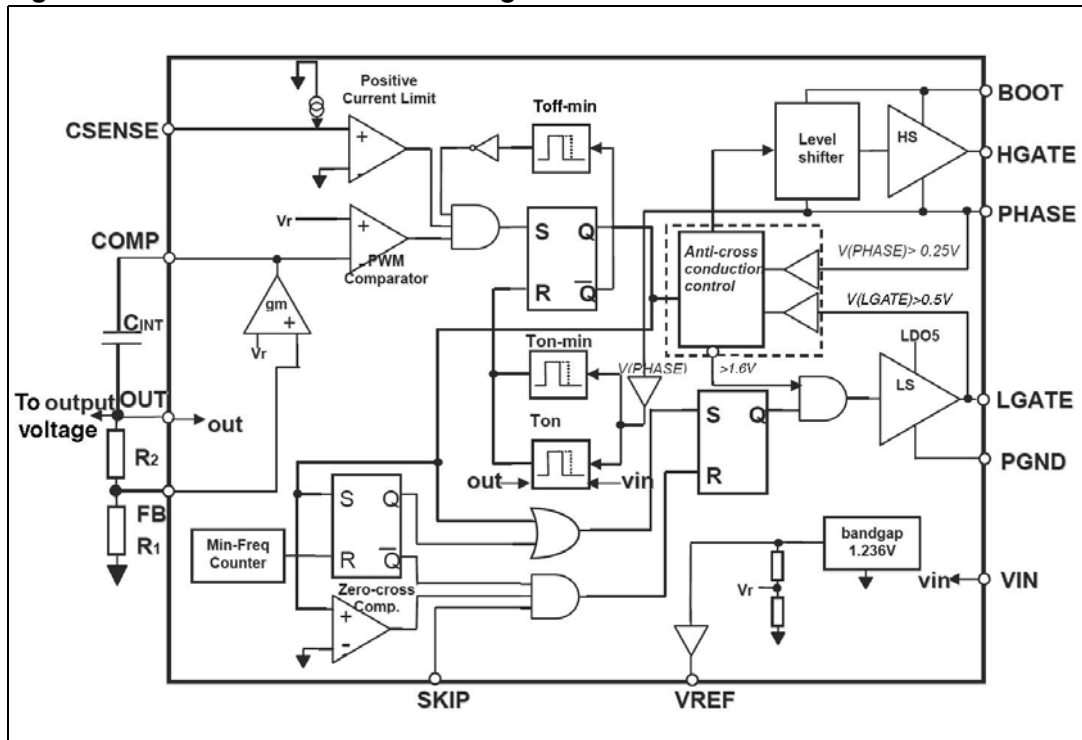 Positive
Current Limit
CSENSE
+
-
Toff-min
Level
shifter
HS
BOOT
HGATE
PHASE
COMP
Vr
+
-
PWM
Comparator
S
Q
R
Q
Anti-cross
conduction
control
V(PHASE)> 0.25V
V(LGATE)>0.5V
gm
+
Vr
CINT
Ton-min
V(PHASE)
>1.6V
LDO5
LS
LGATE
To output
voltage
OUT
out
Ton
S
Q
R
PGND
R2
out
vin
FB
R1
S
Q
R
Q
Min-Freq
Counter
bandgap
1.236V
vin
VIN
Vr
Zero-cross
Comp.
+
-
SKIP
VREF